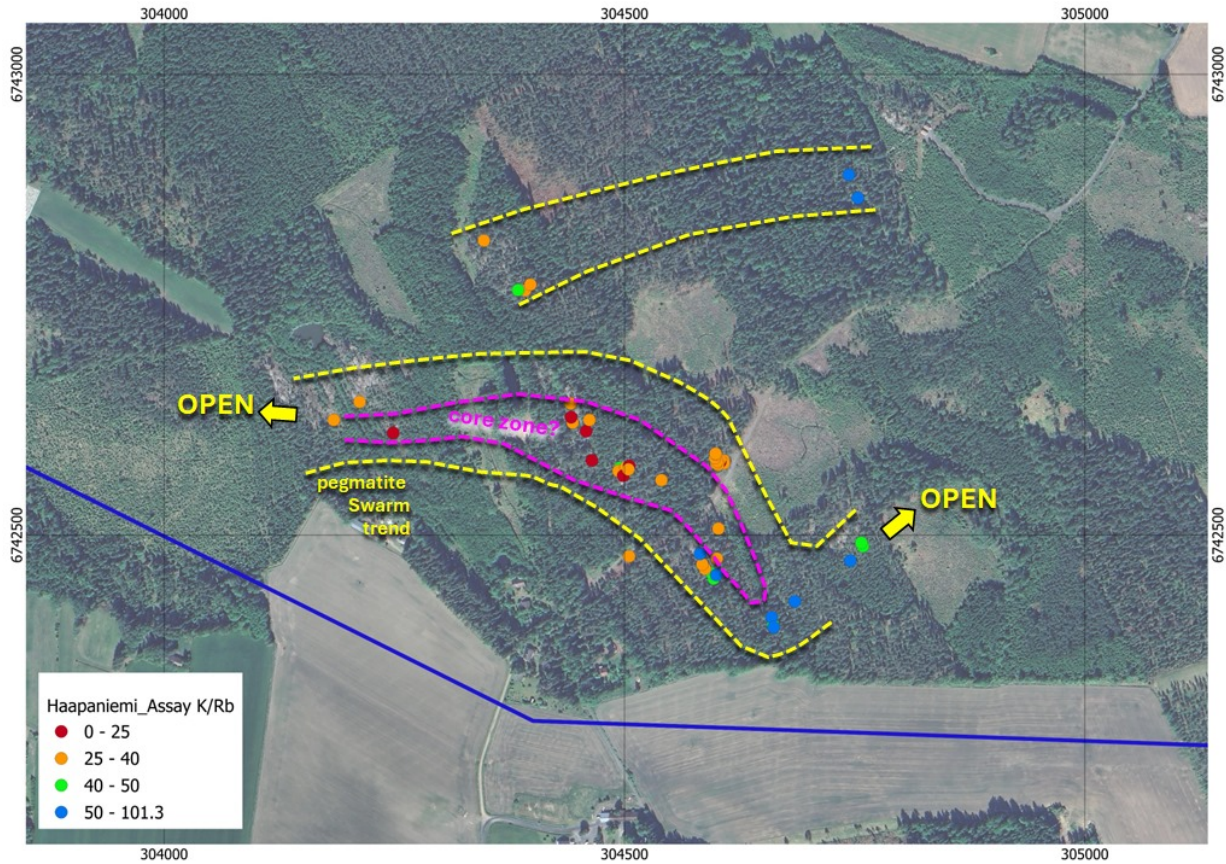 304000
304500
305000
6743000
6743000
OPEN
core zone?
pegmatite
Swarm
trend
OPEN
6742500
6742500
Haapaniemi_Assay K/Rb
0 - 25
25 - 40
40 - 50
50 - 101.3
304000
304500
305000